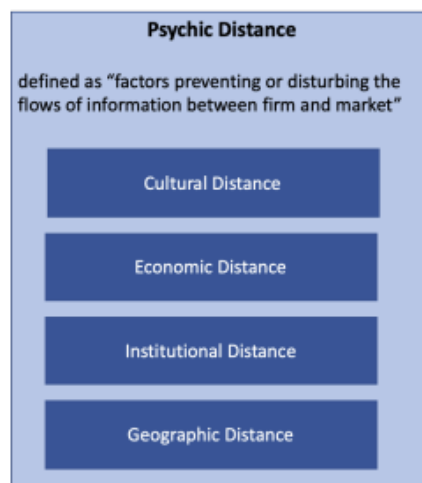 Psychic Distance
defined as “factors preventing or disturbing the
flows of information between firm and market”
Cultural Distance
Economic Distance
Institutional Distance
Geographic Distance